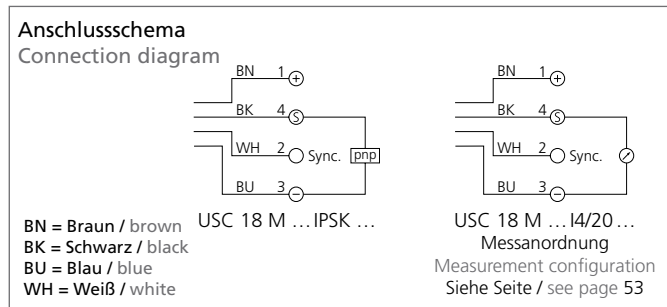 Anschlussschema
Connection diagram
BN 1 +
BK 4 S
WH 2 Sync. pnp
BU 3 −
USC 18 M … IPSK …
BN 1 +
BK 4 S
WH 2 Sync.
BU 3 −
USC 18 M … I4/20 …
Messanordnung
Measurement configuration
Siehe Seite / see page 53
BN = Braun / brown
BK = Schwarz / black
BU = Blau / blue
WH = Weiß / white